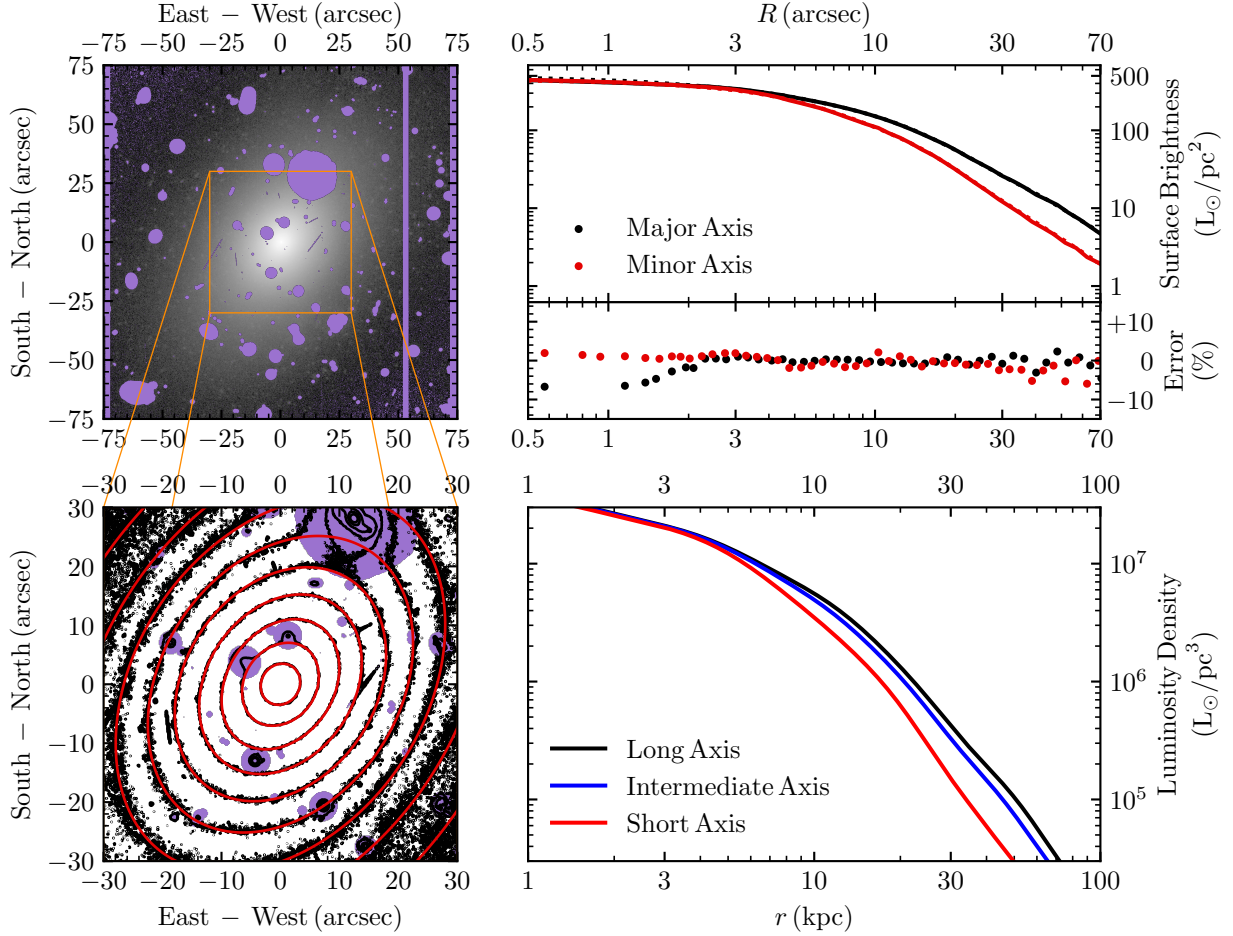 East − West (arcsec)
−75 −50 −25 0 25 50 75
75
50
25
0
−25
−50
−75
South − North (arcsec)
−75 −50 −25 0 25 50 75
R (arcsec)
0.5 1 3 10 30 70
500
100
10
1
Surface Brightness
(L⊙/pc²)
Major Axis
Minor Axis
+10
0
−10
Error
(%)
0.5 1 3 10 30 70
−30 −20 −10 0 10 20 30
30
20
10
0
−10
−20
−30
South − North (arcsec)
−30 −20 −10 0 10 20 30
East − West (arcsec)
1 3 10 30 100
10⁷
10⁶
10⁵
Luminosity Density
(L⊙/pc³)
Long Axis
Intermediate Axis
Short Axis
1 3 10 30 100
r (kpc)